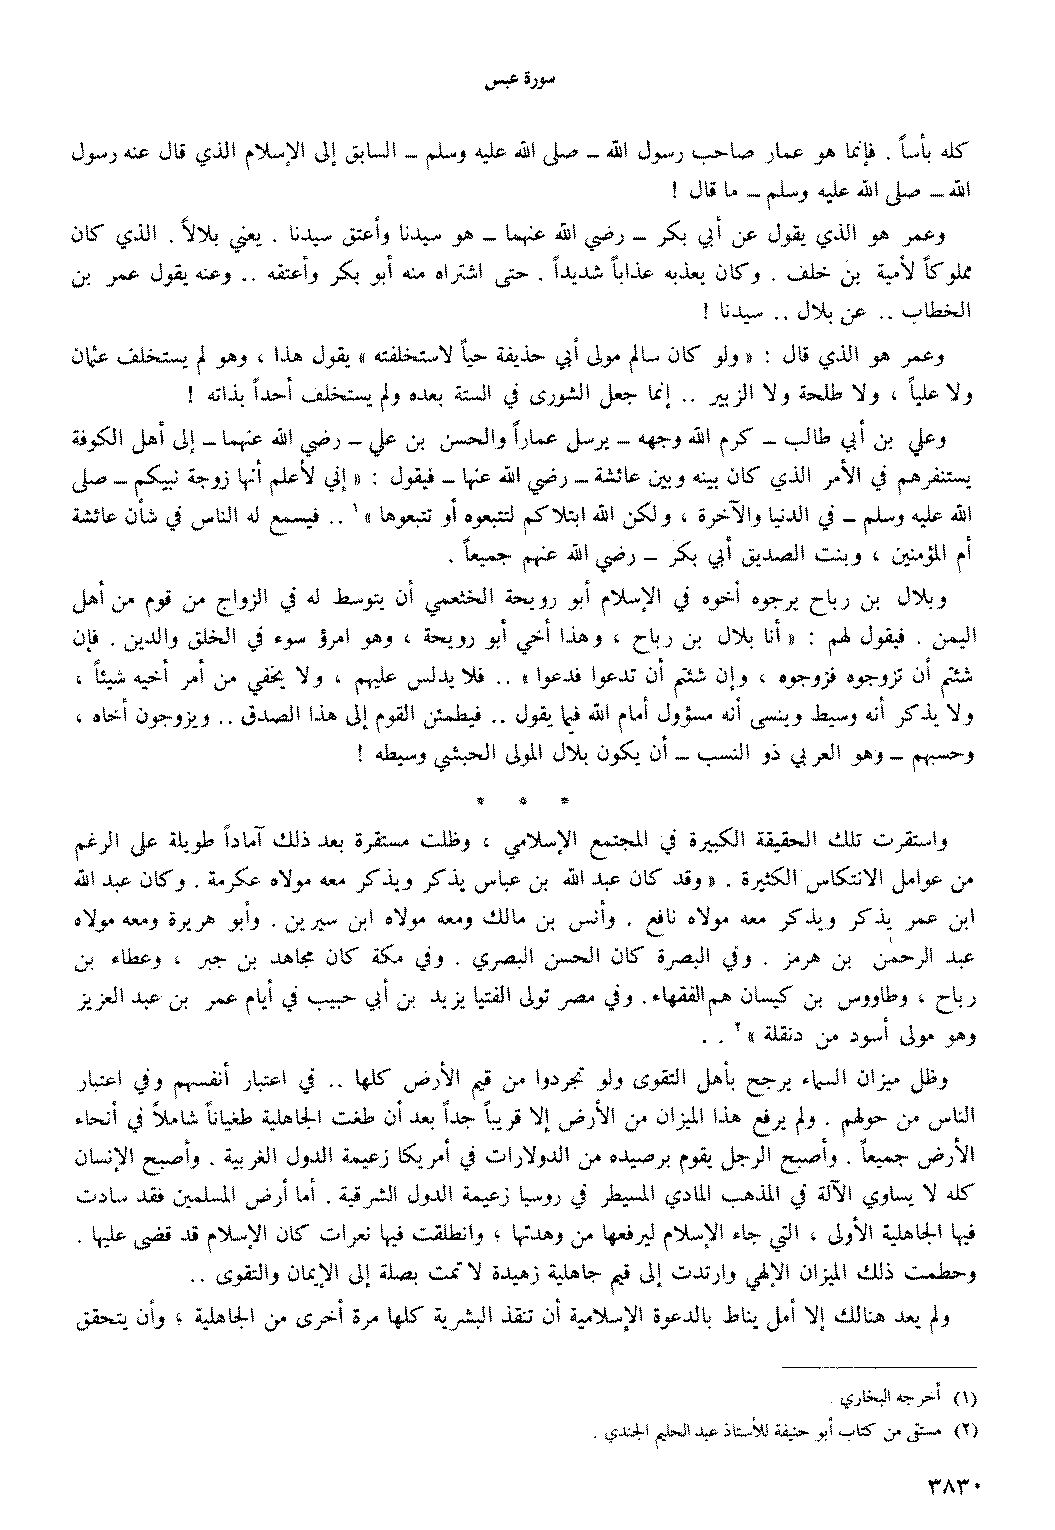 سورة عبس
كله بأساً . فإنما هو عمار صاحب رسول الله – صلى الله عليه وسلم – السابق إلى الإسلام الذي قال عنه رسول
الله – صلى الله عليه وسلم – ما قال !
وعمر هو الذي يقول عن أبي بكر – رضي الله عنهما – هو سيدنا وأعتق سيدنا . يعني بلالاً . الذي كان
مملوكاً لأمية بن خلف . وكان يعذبه عذاباً شديداً . حتى اشتراه منه أبو بكر وأعتقه .. وعنه يقول عمر بن
الخطاب .. عن بلال .. سيدنا !
وعمر هو الذي قال : « ولو كان سالم مولى أبي حذيفة حياً لاستخلفته » يقول هذا ، وهو لم يستخلف عثمان
ولا علياً ، ولا طلحة ولا الزبير .. إنما جعل الشورى في الستة بعده ولم يستخلف أحداً بذاته !
وعلي بن أبي طالب – كرم الله وجهه – يرسل عماراً والحسن بن علي – رضي الله عنهما – إلى أهل الكوفة
يستنفرهم في الأمر الذي كان بينه وبين عائشة – رضي الله عنها – فيقول : « إني لأعلم أنها زوجة نبيكم – صلى
الله عليه وسلم – في الدنيا والآخرة ، ولكن الله ابتلاكم لتتبعوه أو تتبعوها »١ .. فيسمع له الناس في شأن عائشة
أم المؤمنين ، وبنت الصديق أبي بكر – رضي الله عنهم جميعاً .
وبلال بن رباح يرجوه أخوه في الإسلام أبو رويحة الخثعمي أن يتوسط له في الزواج من قوم من أهل
اليمن . فيقول لهم : « أنا بلال بن رباح ، وهذا أخي أبو رويحة ، وهو امرؤ سوء في الخلق والدين . فإن
شئتم أن تزوجوه فزوجوه ، وإن شئتم أن تدعوا فدعوا » .. فلا يدلس عليهم ، ولا يخفي من أمر أخيه شيئاً ،
ولا يذكر أنه وسيط وينسى أنه مسؤول أمام الله فيما يقول .. فيطمئن القوم إلى هذا الصدق .. ويزوجون أخاه ،
وحسبهم – وهو العربي ذو النسب – أن يكون بلال المولى الحبشي وسيطه !
* * *
واستقرت تلك الحقيقة الكبيرة في المجتمع الإسلامي ، وظلت مستقرة بعد ذلك آماداً طويلة على الرغم
من عوامل الانتكاس الكثيرة . « وقد كان عبد الله بن عباس يذكر ويذكر معه مولاه عكرمة . وكان عبد الله
ابن عمر يذكر ويذكر معه مولاه نافع . وأنس بن مالك ومعه مولاه ابن سيرين . وأبو هريرة ومعه مولاه
عبد الرحمٰن بن هرمز . وفي البصرة كان الحسن البصري . وفي مكة كان مجاهد بن جبر ، وعطاء بن
رباح ، وطاووس بن كيسان هم الفقهاء . وفي مصر تولى الفتيا يزيد بن أبي حبيب في أيام عمر بن عبد العزيز
وهو مولى أسود من دنقلة »٢ . .
وظل ميزان السماء يرجح بأهل التقوى ولو تجردوا من قيم الأرض كلها .. في اعتبار أنفسهم وفي اعتبار
الناس من حولهم . ولم يرفع هذا الميزان من الأرض إلا قريباً جداً بعد أن طغت الجاهلية طغياناً شاملاً في أنحاء
الأرض جميعاً . وأصبح الرجل يقوم برصيده من الدولارات في أمريكا زعيمة الدول الغربية . وأصبح الإنسان
كله لا يساوي الآلة في المذهب المادي المسيطر في روسيا زعيمة الدول الشرقية . أما أرض المسلمين فقد سادت
فيها الجاهلية الأولى ، التي جاء الإسلام ليرفعها من وهدتها ؛ وانطلقت فيها نعرات كان الإسلام قد قضى عليها .
وحطمت ذلك الميزان الإلهي وارتدت إلى قيم جاهلية زهيدة لا تمت بصلة إلى الإيمان والتقوى ..
ولم يعد هنالك إلا أمل يناط بالدعوة الإسلامية أن تنقذ البشرية كلها مرة أخرى من الجاهلية ؛ وأن يتحقق
(١) أخرجه البخاري .
(٢) مستقى من كتاب أبو حنيفة للأستاذ عبد الحليم الجندي .
٣٨٣٠